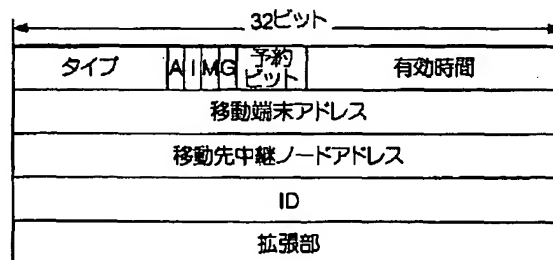 32ビット
タイプ A I M G 予約ビット 有効時間
移動端末アドレス
移動先中継ノードアドレス
ID
拡張部